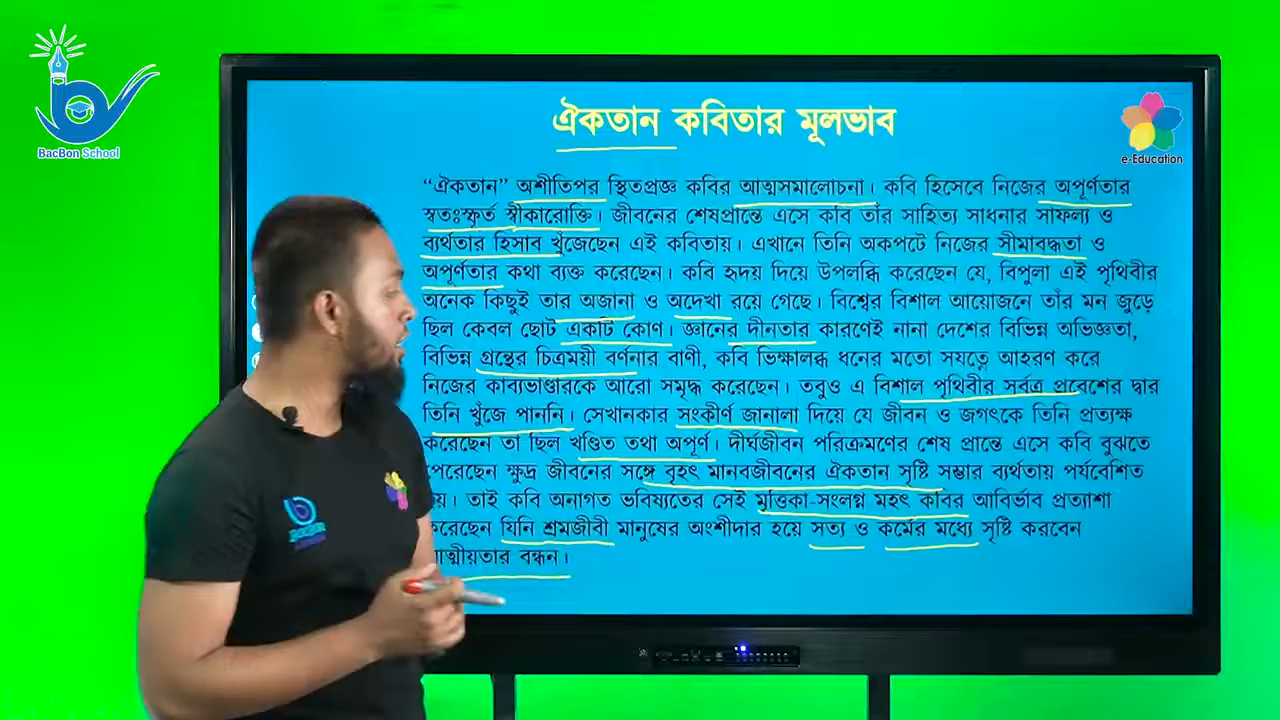 BacBon School
ঐকতান কবিতার মূলভাব
e-Education
“ঐকতান” অশীতিপর স্থিতপ্রজ্ঞ কবির আত্মসমালোচনা। কবি হিসেবে নিজের অপূর্ণতার
স্বতঃস্ফূর্ত স্বীকারোক্তি। জীবনের শেষপ্রান্তে এসে কবি তাঁর সাহিত্য সাধনার সাফল্য ও
ব্যর্থতার হিসাব খুঁজেছেন এই কবিতায়। এখানে তিনি অকপটে নিজের সীমাবদ্ধতা ও
অপূর্ণতার কথা ব্যক্ত করেছেন। কবি হৃদয় দিয়ে উপলব্ধি করেছেন যে, বিপুলা এই পৃথিবীর
অনেক কিছুই তার অজানা ও অদেখা রয়ে গেছে। বিশ্বের বিশাল আয়োজনে তাঁর মন জুড়ে
ছিল কেবল ছোট একটি কোণ। জ্ঞানের দীনতার কারণেই নানা দেশের বিভিন্ন অভিজ্ঞতা,
বিভিন্ন গ্রন্থের চিত্রময়ী বর্ণনার বাণী, কবি ভিক্ষালব্ধ ধনের মতো সযত্নে আহরণ করে
নিজের কাব্যভাণ্ডারকে আরো সমৃদ্ধ করেছেন। তবুও এ বিশাল পৃথিবীর সর্বত্র প্রবেশের দ্বার
তিনি খুঁজে পাননি। সেখানকার সংকীর্ণ জানালা দিয়ে যে জীবন ও জগৎকে তিনি প্রত্যক্ষ
করেছেন তা ছিল খণ্ডিত তথা অপূর্ণ। দীর্ঘজীবন পরিক্রমণের শেষ প্রান্তে এসে কবি বুঝতে
পেরেছেন ক্ষুদ্র জীবনের সঙ্গে বৃহৎ মানবজীবনের ঐকতান সৃষ্টি সম্ভার ব্যর্থতায় পর্যবেশিত
হয়। তাই কবি অনাগত ভবিষ্যতের সেই মৃত্তিকা-সংলগ্ন মহৎ কবির আবির্ভাব প্রত্যাশা
করেছেন যিনি শ্রমজীবী মানুষের অংশীদার হয়ে সত্য ও কর্মের মধ্যে সৃষ্টি করবেন
আত্মীয়তার বন্ধন।